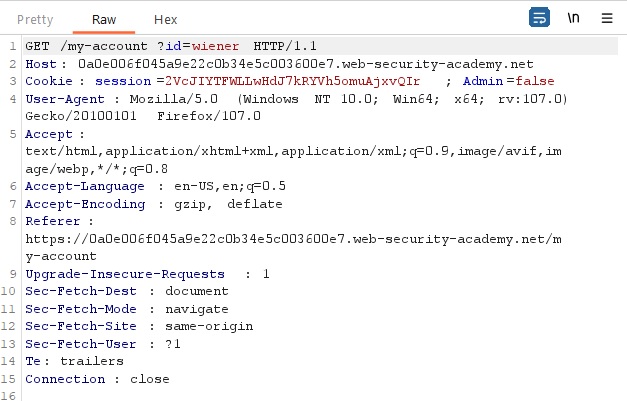 Pretty Raw Hex \n
1 GET /my-account ?id=wiener HTTP/1.1
2 Host : 0a0e006f045a9e22c0b34e5c003600e7.web-security-academy.net
3 Cookie : session =2VcJIYTFWLLwHdJ7kRYVh5omuAjxvQIr ; Admin=false
4 User-Agent : Mozilla/5.0 (Windows NT 10.0; Win64; x64; rv:107.0)
Gecko/20100101 Firefox/107.0
5 Accept :
text/html,application/xhtml+xml,application/xml;q=0.9,image/avif,im
age/webp,*/*;q=0.8
6 Accept-Language : en-US,en;q=0.5
7 Accept-Encoding : gzip, deflate
8 Referer :
https://0a0e006f045a9e22c0b34e5c003600e7.web-security-academy.net/m
y-account
9 Upgrade-Insecure-Requests : 1
10 Sec-Fetch-Dest : document
11 Sec-Fetch-Mode : navigate
12 Sec-Fetch-Site : same-origin
13 Sec-Fetch-User : ?1
14 Te : trailers
15 Connection : close
16